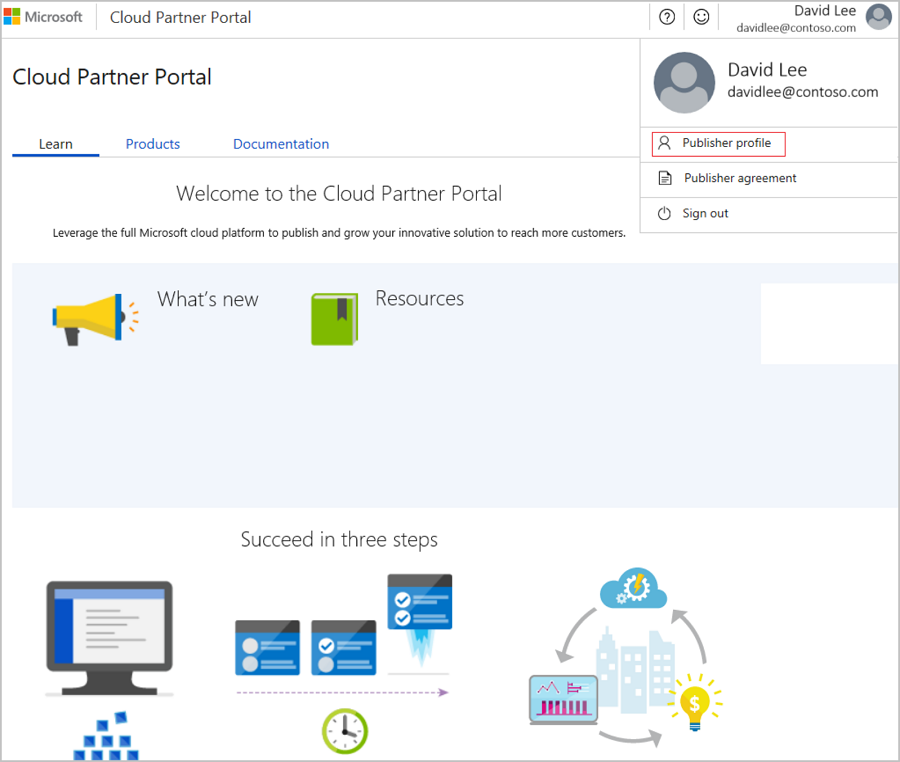 Microsoft Cloud Partner Portal
David Lee
davidlee@contoso.com
Cloud Partner Portal
David Lee
davidlee@contoso.com
Learn Products Documentation
Publisher profile
Publisher agreement
Sign out
Welcome to the Cloud Partner Portal
Leverage the full Microsoft cloud platform to publish and grow your innovative solution to reach more customers.
What's new
Resources
Succeed in three steps
$